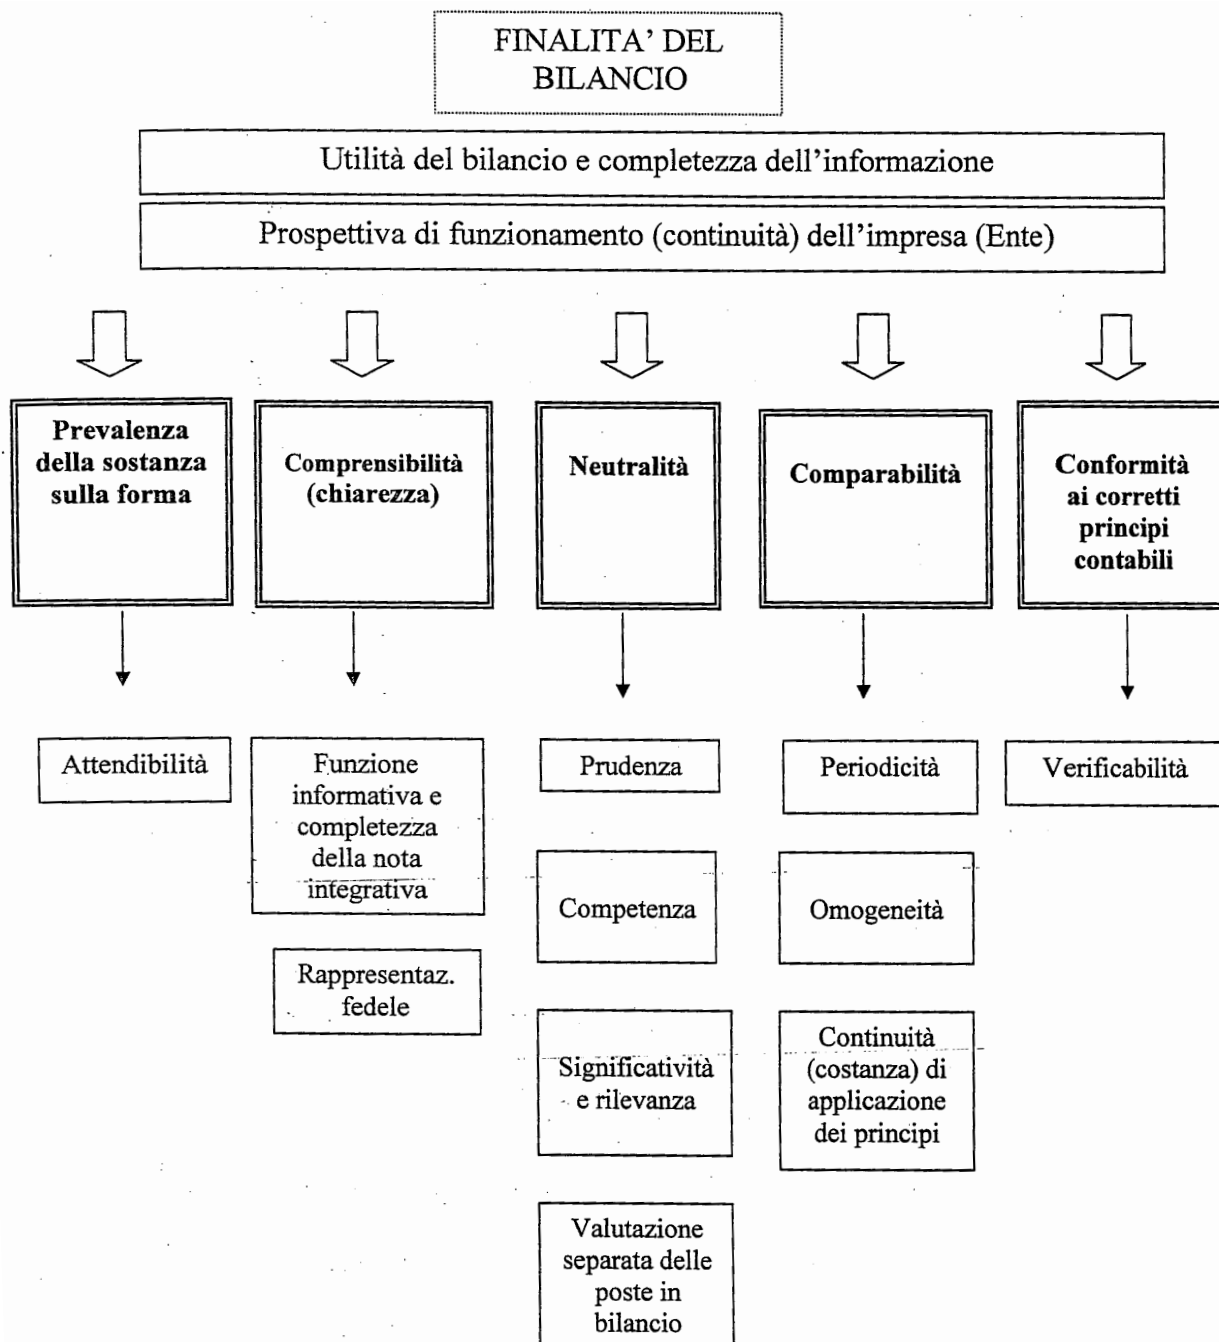 FINALITA' DEL
BILANCIO
Utilità del bilancio e completezza dell'informazione
Prospettiva di funzionamento (continuità) dell'impresa (Ente)
Prevalenza
della sostanza
sulla forma
Comprensibilità
(chiarezza)
Neutralità
Comparabilità
Conformità
ai corretti
principi
contabili
Attendibilità
Funzione
informativa e
completezza
della nota
integrativa
Rappresentaz.
fedele
Prudenza
Competenza
Significatività
e rilevanza
Valutazione
separata delle
poste in
bilancio
Periodicità
Omogeneità
Continuità
(costanza) di
applicazione
dei principi
Verificabilità